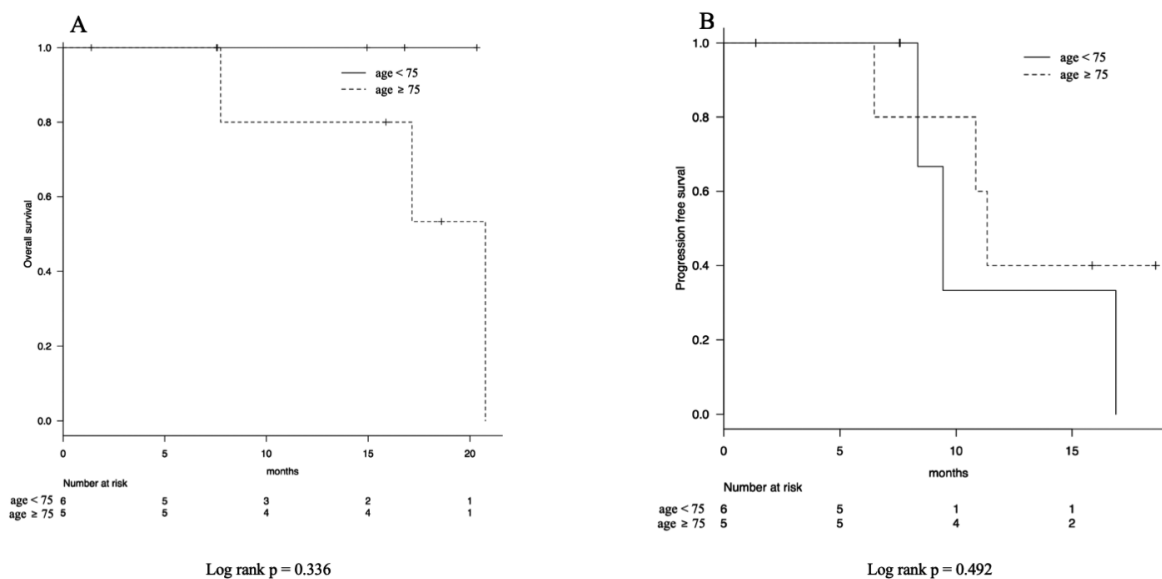 A
1.0
0.8
0.6
0.4
0.2
0.0
Overall survival
age < 75
age ≥ 75
0 5 10 15 20
months
Number at risk
age < 75 6 5 3 2 1
age ≥ 75 5 5 4 4 1
Log rank p = 0.336
B
1.0
0.8
0.6
0.4
0.2
0.0
Progression free surval
age < 75
age ≥ 75
0 5 10 15
months
Number at risk
age < 75 6 5 1 1
age ≥ 75 5 5 4 2
Log rank p = 0.492